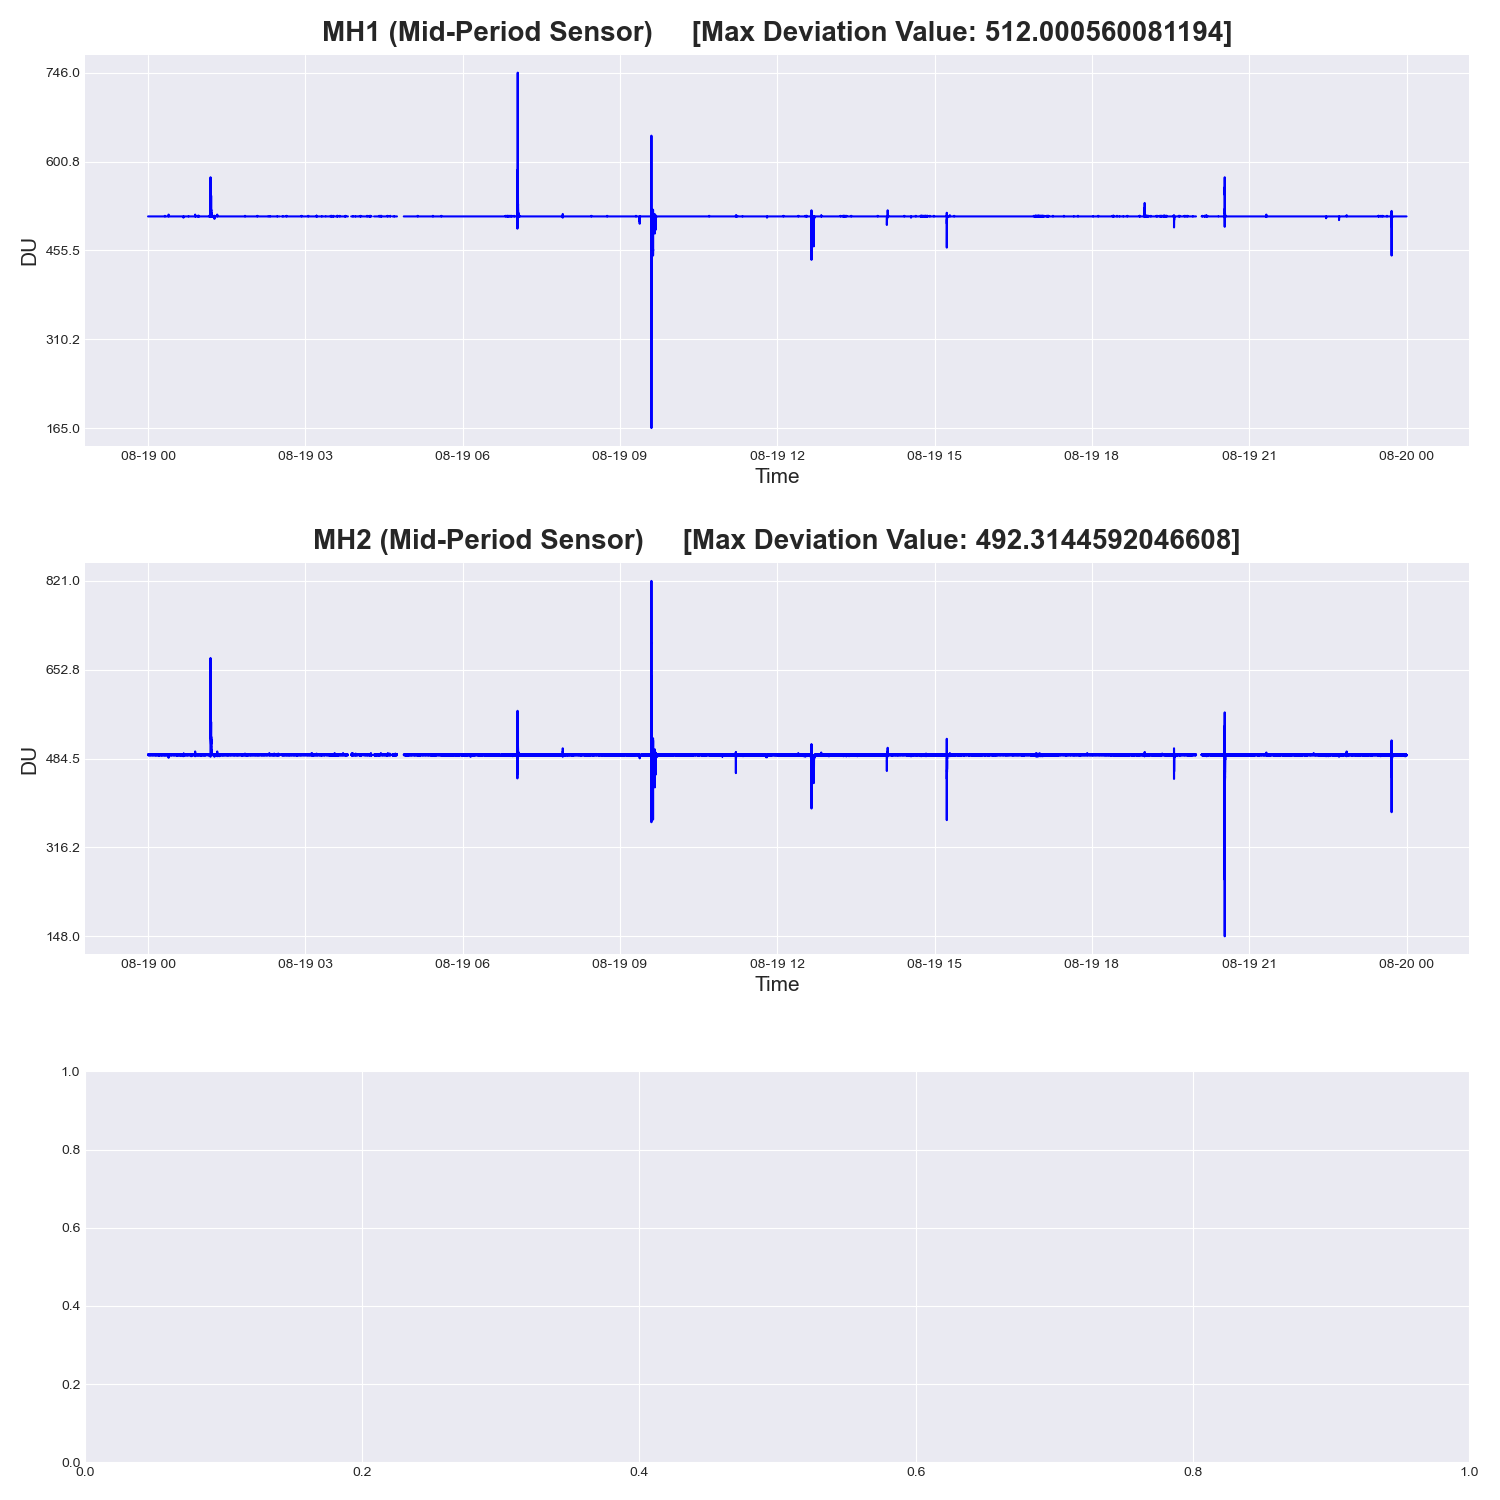 MH1 (Mid-Period Sensor) [Max Deviation Value: 512.000560081194]
746.0
600.8
455.5
310.2
165.0
DU
08-19 00 08-19 03 08-19 06 08-19 09 08-19 12 08-19 15 08-19 18 08-19 21 08-20 00
Time
MH2 (Mid-Period Sensor) [Max Deviation Value: 492.3144592046608]
821.0
652.8
484.5
316.2
148.0
DU
08-19 00 08-19 03 08-19 06 08-19 09 08-19 12 08-19 15 08-19 18 08-19 21 08-20 00
Time
1.0
0.8
0.6
0.4
0.2
0.0
0.0 0.2 0.4 0.6 0.8 1.0